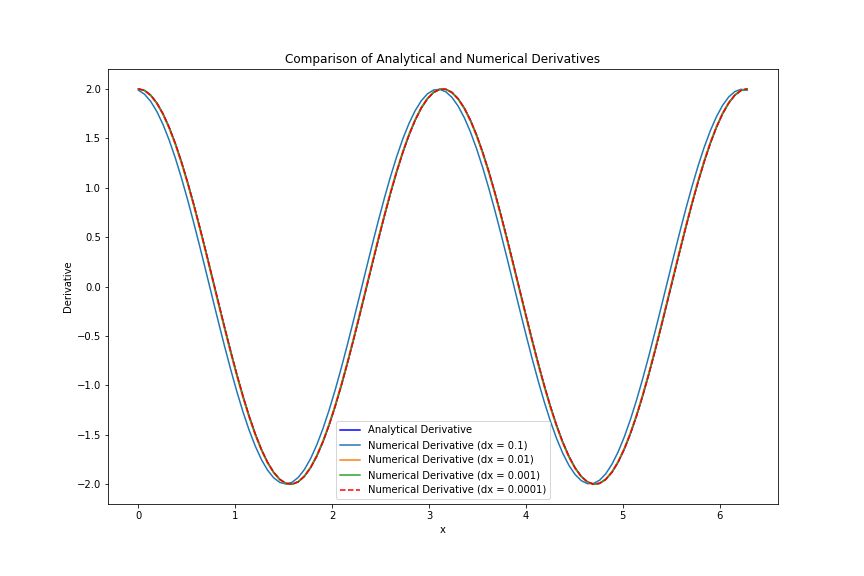 Comparison of Analytical and Numerical Derivatives
2.0
1.5
1.0
0.5
0.0
−0.5
−1.0
−1.5
−2.0
Derivative
Analytical Derivative
Numerical Derivative (dx = 0.1)
Numerical Derivative (dx = 0.01)
Numerical Derivative (dx = 0.001)
Numerical Derivative (dx = 0.0001)
0 1 2 3 4 5 6
x